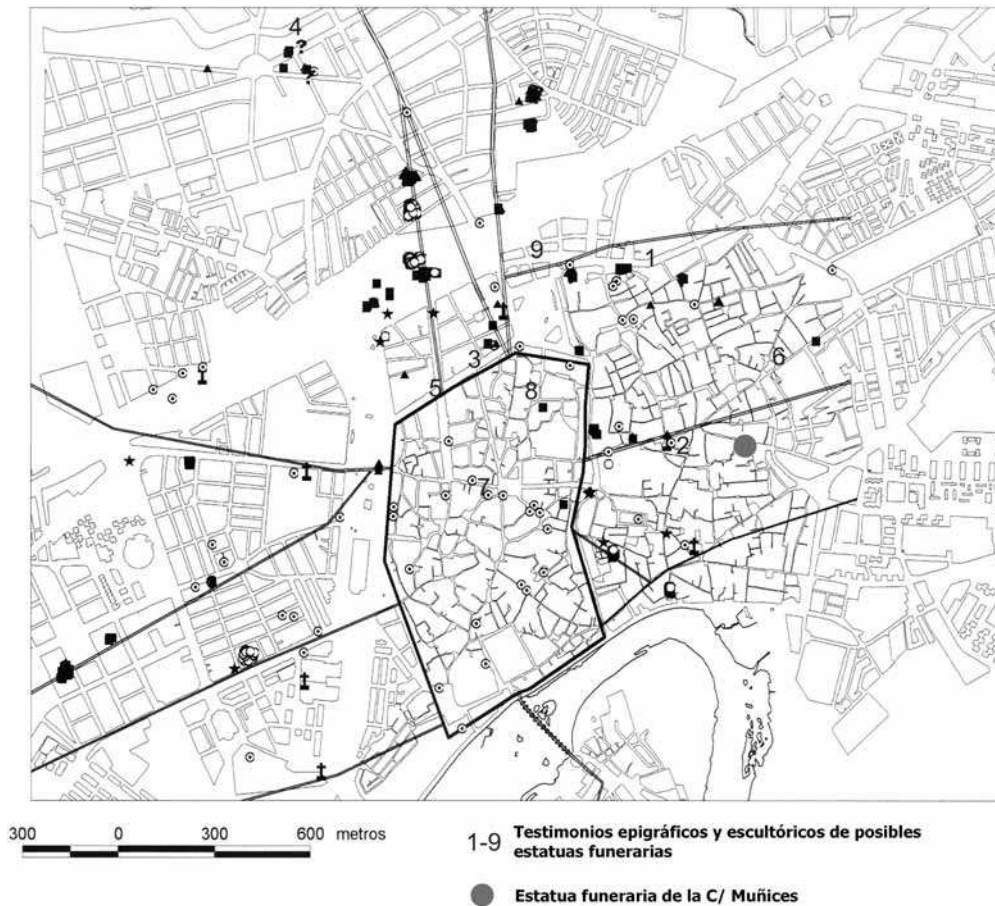 4
?
?
9
1
3
6
5
8
2
7
300 0 300 600 metros
1-9 Testimonios epigráficos y escultóricos de posibles
estatuas funerarias
Estatua funeraria de la C/ Muñices